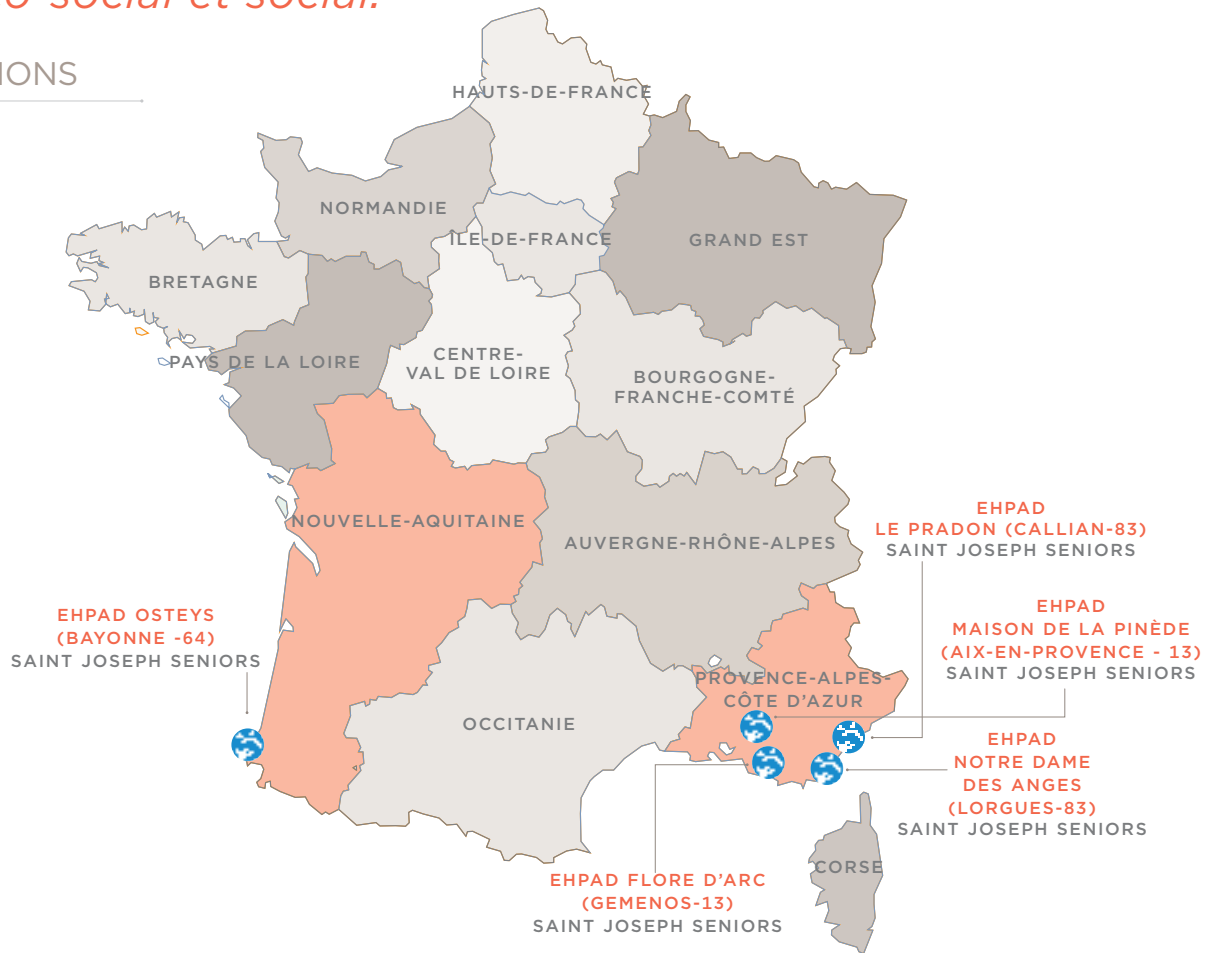 social et social.
IONS
HAUTS-DE-FRANCE
NORMANDIE
ÎLE-DE-FRANCE
GRAND EST
BRETAGNE
PAYS DE LA LOIRE
CENTRE-
VAL DE LOIRE
BOURGOGNE-
FRANCHE-COMTÉ
NOUVELLE-AQUITAINE
AUVERGNE-RHÔNE-ALPES
EHPAD
LE PRADON (CALLIAN-83)
SAINT JOSEPH SENIORS
EHPAD OSTEYS
(BAYONNE -64)
SAINT JOSEPH SENIORS
EHPAD
MAISON DE LA PINÈDE
(AIX-EN-PROVENCE - 13)
SAINT JOSEPH SENIORS
PROVENCE-ALPES-
CÔTE D'AZUR
OCCITANIE
EHPAD
NOTRE DAME
DES ANGES
(LORGUES-83)
SAINT JOSEPH SENIORS
CORSE
EHPAD FLORE D'ARC
(GEMENOS-13)
SAINT JOSEPH SENIORS